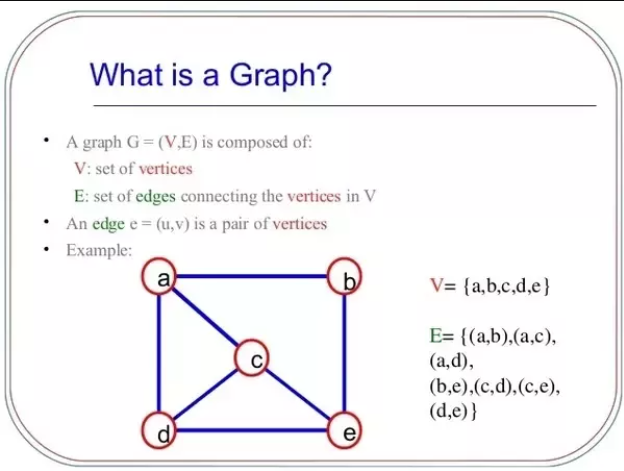 What is a Graph?
• A graph G = (V,E) is composed of:
V: set of vertices
E: set of edges connecting the vertices in V
• An edge e = (u,v) is a pair of vertices
• Example:
a
b
c
d
e
V= {a,b,c,d,e}
E= {(a,b),(a,c),
(a,d),
(b,e),(c,d),(c,e),
(d,e)}